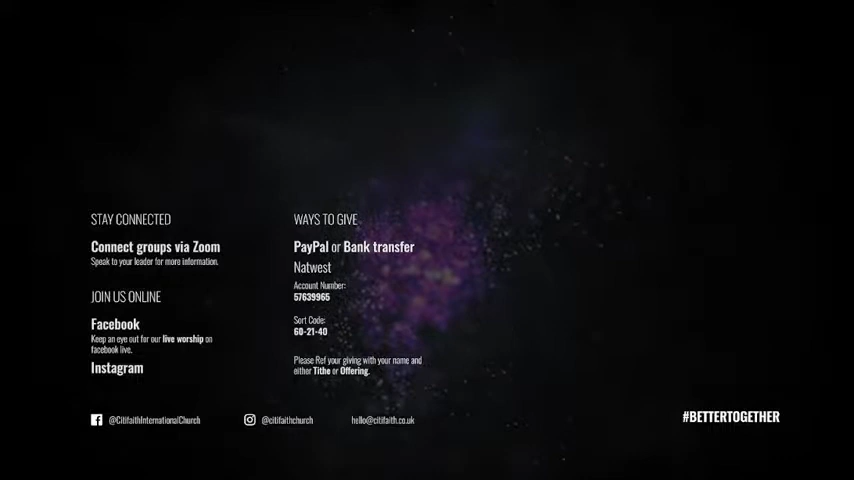 STAY CONNECTED
Connect groups via Zoom
Speak to your leader for more information.
JOIN US ONLINE
Facebook
Keep an eye out for our live worship on
facebook live.
Instagram
WAYS TO GIVE
PayPal or Bank transfer
Natwest
Account Number:
57639965
Sort Code:
60-21-40
Please Ref your giving with your name and
either Tithe or Offering.
@CitifaithInternationalChurch
@citifaithchurch
hello@citifaith.co.uk
#BETTERTOGETHER